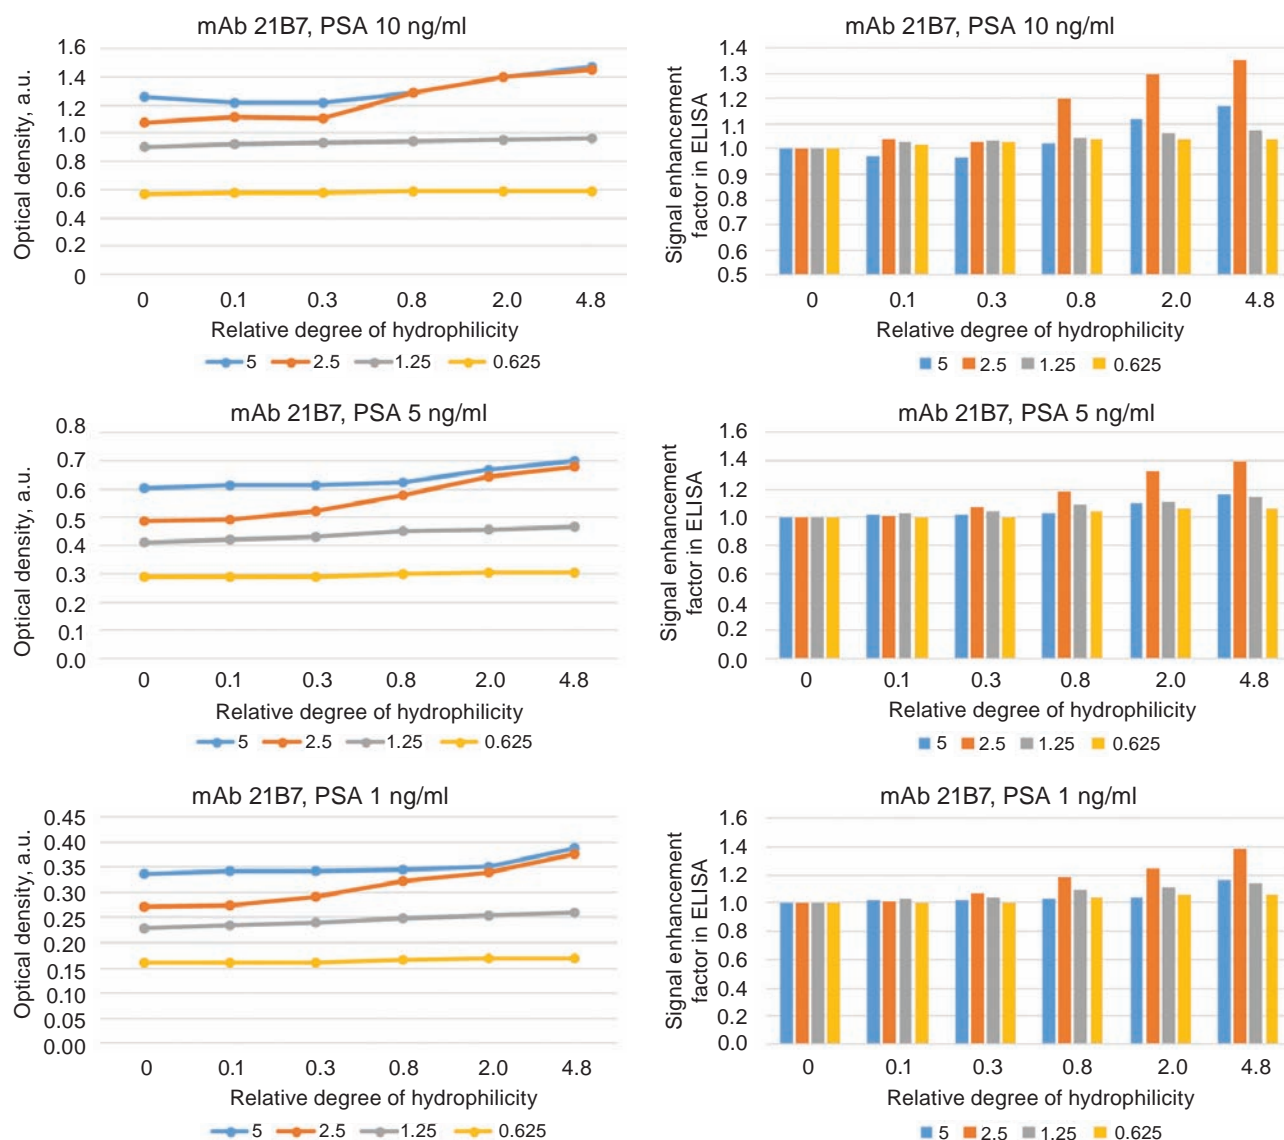 mAb 21B7, PSA 10 ng/ml
Optical density, a.u.
1.6
1.4
1.2
1.0
0.8
0.6
0.4
0.2
0
0 0.1 0.3 0.8 2.0 4.8
Relative degree of hydrophilicity
5 2.5 1.25 0.625
mAb 21B7, PSA 10 ng/ml
Signal enhancement
factor in ELISA
1.4
1.3
1.2
1.1
1.0
0.9
0.8
0.7
0.6
0.5
0 0.1 0.3 0.8 2.0 4.8
Relative degree of hydrophilicity
5 2.5 1.25 0.625
mAb 21B7, PSA 5 ng/ml
Optical density, a.u.
0.8
0.7
0.6
0.5
0.4
0.3
0.2
0.1
0.0
0 0.1 0.3 0.8 2.0 4.8
Relative degree of hydrophilicity
5 2.5 1.25 0.625
mAb 21B7, PSA 5 ng/ml
Signal enhancement
factor in ELISA
1.6
1.4
1.2
1.0
0.8
0.6
0.4
0.2
0.0
0 0.1 0.3 0.8 2.0 4.8
Relative degree of hydrophilicity
5 2.5 1.25 0.625
mAb 21B7, PSA 1 ng/ml
Optical density, a.u.
0.45
0.40
0.35
0.30
0.25
0.20
0.15
0.10
0.05
0.00
0 0.1 0.3 0.8 2.0 4.8
Relative degree of hydrophilicity
5 2.5 1.25 0.625
mAb 21B7, PSA 1 ng/ml
Signal enhancement
factor in ELISA
1.6
1.4
1.2
1.0
0.8
0.6
0.4
0.2
0.0
0 0.1 0.3 0.8 2.0 4.8
Relative degree of hydrophilicity
5 2.5 1.25 0.625